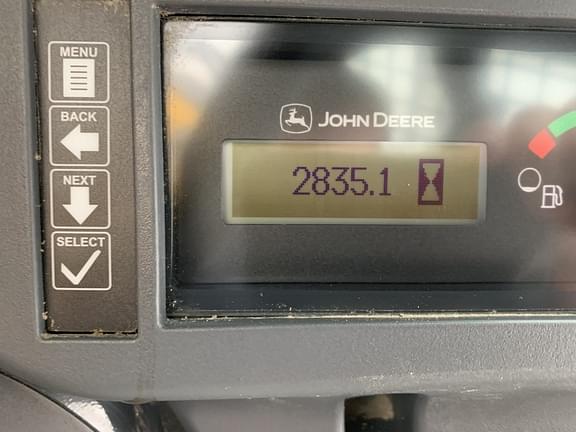 MENU
BACK
NEXT
SELECT
JOHN DEERE
2835.1